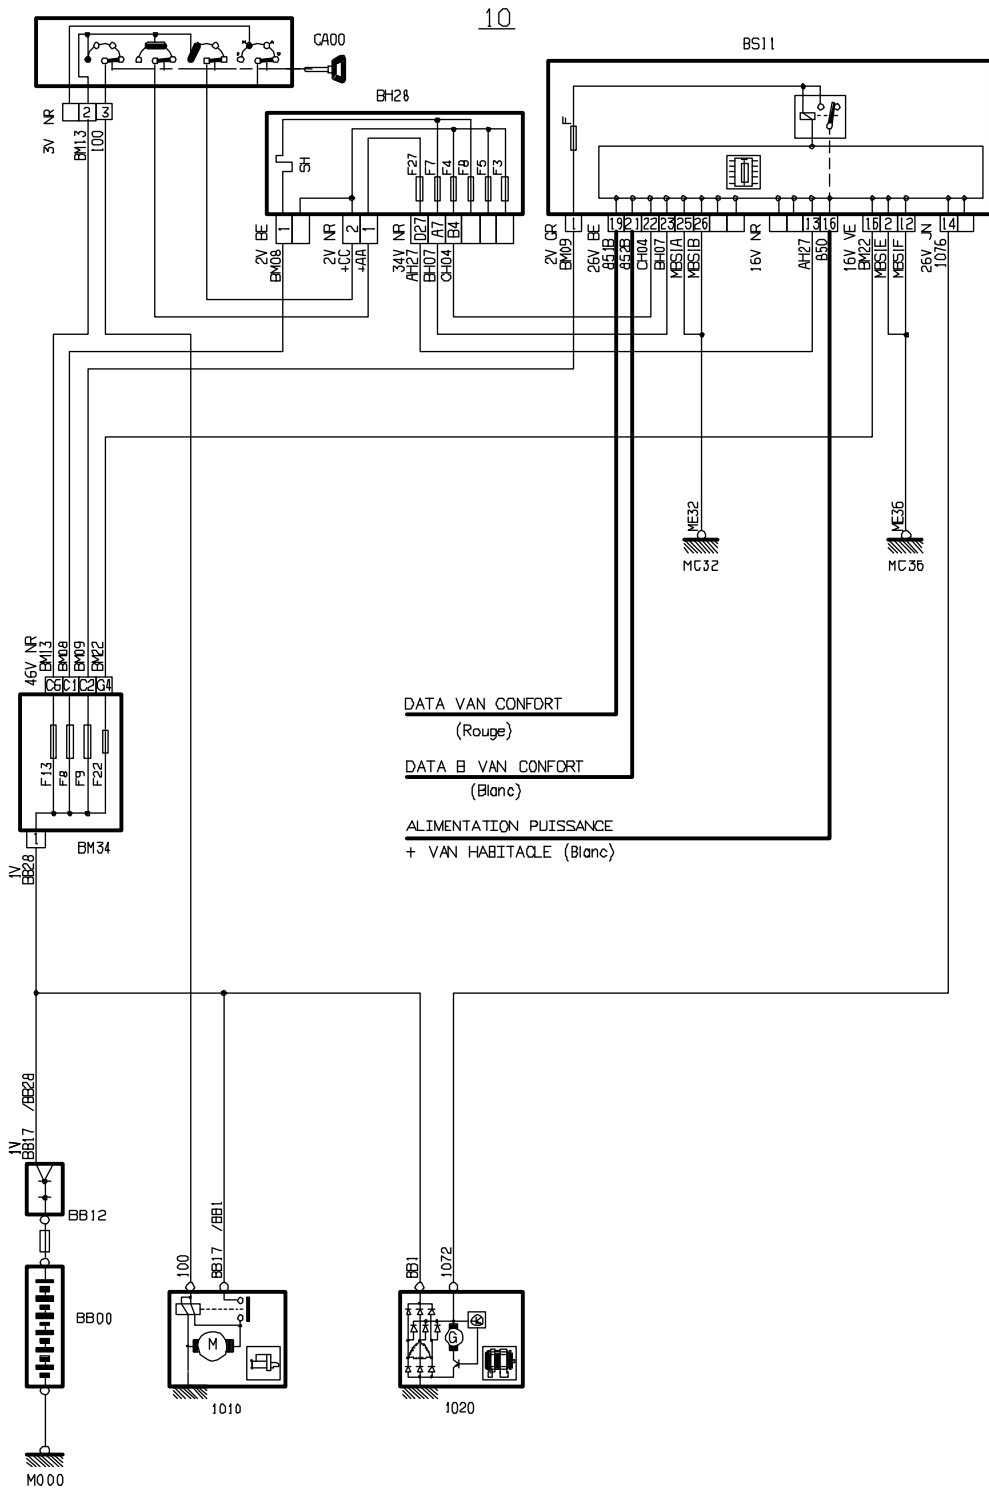 10
CA00
BS11
BH28
3V NR
2
3
BM13
100
SH
F27
F7
F4
F8
F5
F3
F
2V BE
1
BM08
2V NR
2
1
+CC
+AA
34V NR
D27
A7
B4
AH27
BH07
CH04
2V GR
1
BM09
26V BE
19
21
22
23
25
26
851B
852B
CH04
BH07
MBS1A
MBS1B
16V NR
13
16
AH27
B50
16V VE
15
2
12
BM22
MBS1E
MBS1F
26V JN
14
1076
ME32
MC32
ME36
MC36
46V NR
BM13
BM08
BM09
BM22
C6
C1
C2
G4
F13
F8
F9
F22
1
BM34
1V
BB28
DATA VAN CONFORT
(Rouge)
DATA B VAN CONFORT
(Blanc)
ALIMENTATION PUISSANCE
+ VAN HABITACLE (Blanc)
1V
BB17 /BB28
BB12
BB00
M000
100
BB17 /BB1
M
1010
BB1
1072
G
1020